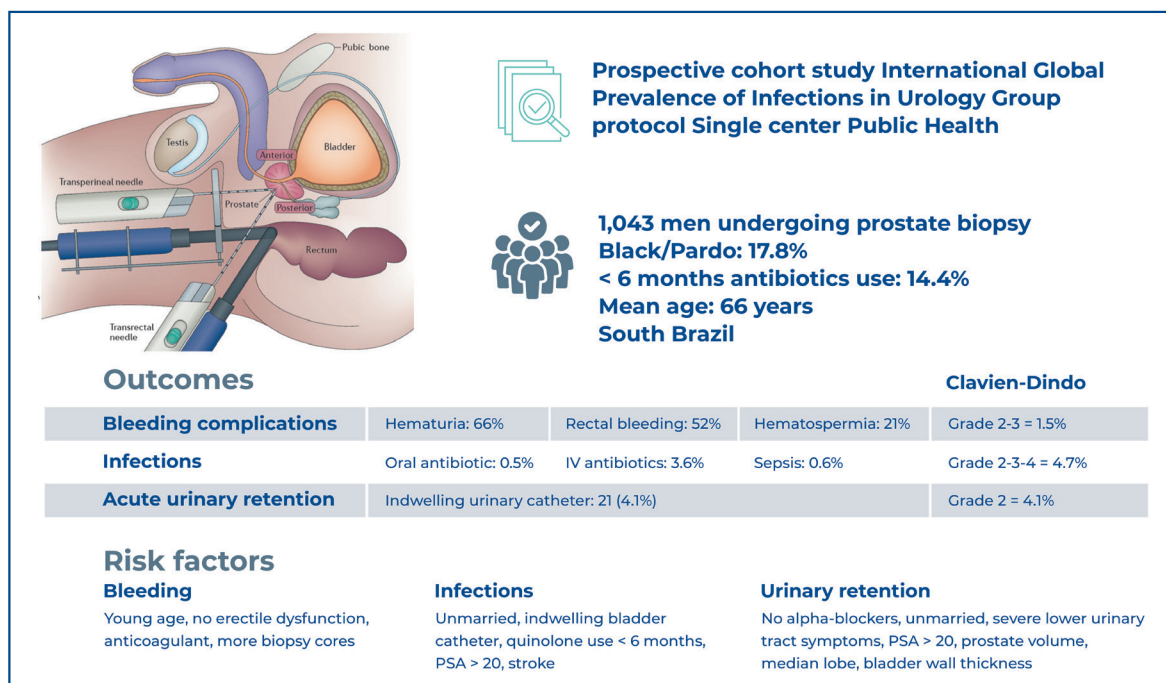 Pubic bone
Testis
Anterior
Bladder
Transperineal needle
Prostate
Posterior
Rectum
Transrectal
needle
Prospective cohort study International Global
Prevalence of Infections in Urology Group
protocol Single center Public Health
1,043 men undergoing prostate biopsy
Black/Pardo: 17.8%
< 6 months antibiotics use: 14.4%
Mean age: 66 years
South Brazil
Outcomes
Clavien-Dindo
Bleeding complications
Hematuria: 66%
Rectal bleeding: 52%
Hematospermia: 21%
Grade 2-3 = 1.5%
Infections
Oral antibiotic: 0.5%
IV antibiotics: 3.6%
Sepsis: 0.6%
Grade 2-3-4 = 4.7%
Acute urinary retention
Indwelling urinary catheter: 21 (4.1%)
Grade 2 = 4.1%
Risk factors
Bleeding
Young age, no erectile dysfunction,
anticoagulant, more biopsy cores
Infections
Unmarried, indwelling bladder
catheter, quinolone use < 6 months,
PSA > 20, stroke
Urinary retention
No alpha-blockers, unmarried, severe lower urinary
tract symptoms, PSA > 20, prostate volume,
median lobe, bladder wall thickness